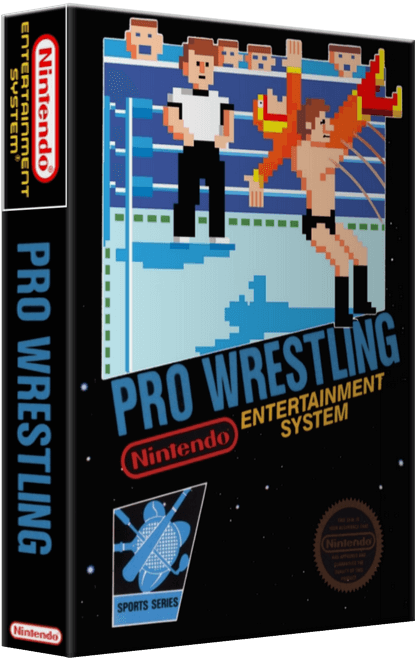 Nintendo®
ENTERTAINMENT
SYSTEM®
PRO WRESTLING
Nintendo
PRO WRESTLING
Nintendo
ENTERTAINMENT
SYSTEM
SPORTS SERIES
Nintendo